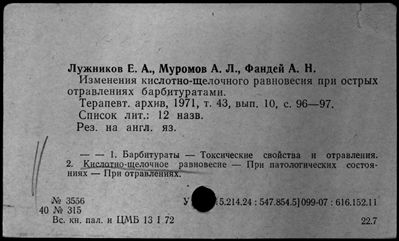 Лужников Е. А., Муромов А. Л., Фандей А. Н.
Изменения кислотно-щелочного равновесия при острых
отравлениях барбитуратами.
Терапевт. архив, 1971, т. 43, вып. 10, с. 96—97.
Список лит.: 12 назв.
Рез. на англ. яз.
— — 1. Барбитураты — Токсические свойства и отравления.
2. Кислотно-щелочное равновесие — При патологических состоя-
ниях — При отравлениях.
№ 3556
У 5.214.24 : 547.854.5] 099-07 : 616.152.11
40 № 315
Вс. кн. пал. и ЦМБ 13 I 72
22.7